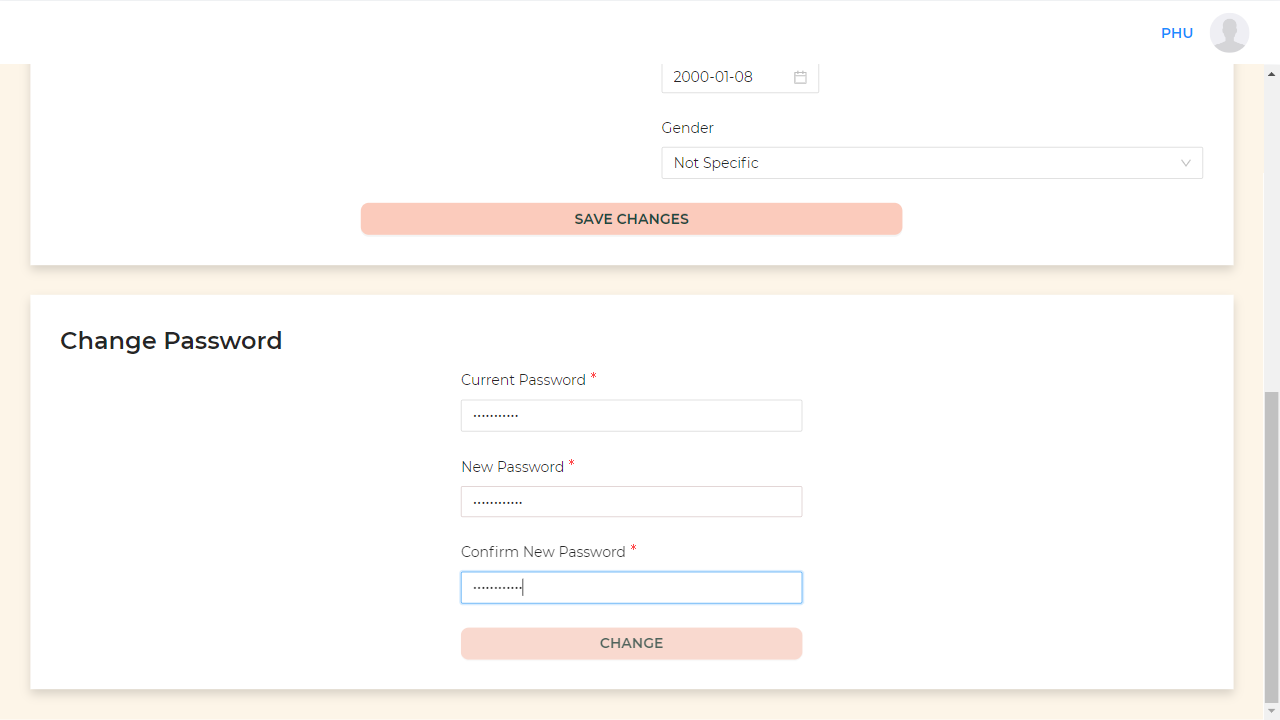 PHU
2000-01-08
Gender
Not Specific
SAVE CHANGES
Change Password
Current Password *
···········
New Password *
············
Confirm New Password *
············
CHANGE